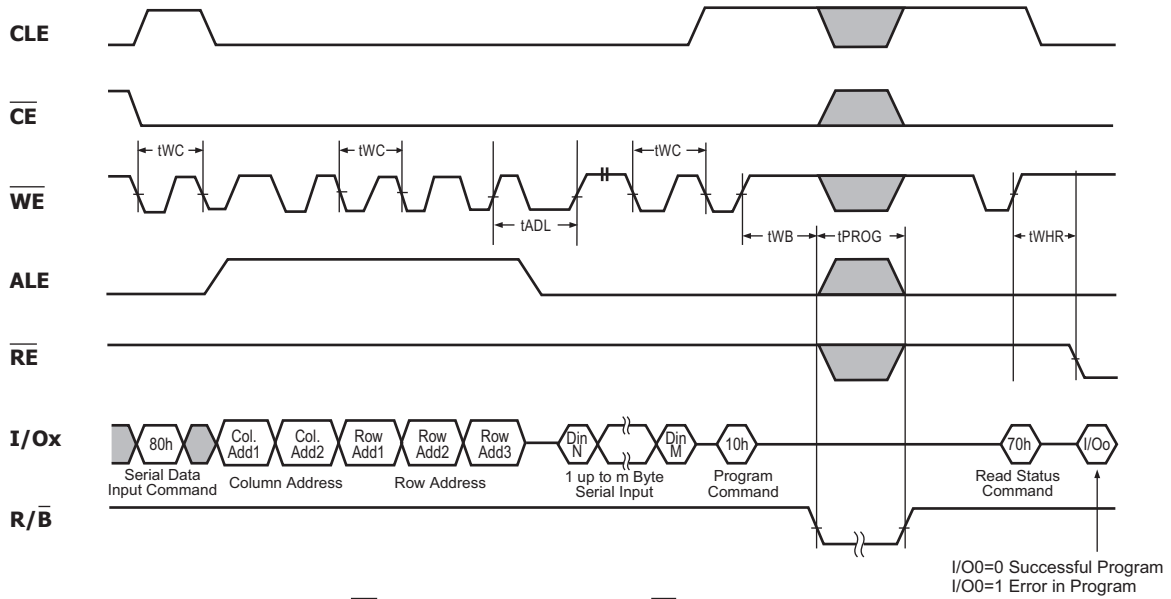 CLE
CE
tWC
tWC
tWC
WE
tADL
tWB
tPROG
tWHR
ALE
RE
I/Ox
80h
Col. Add1
Col. Add2
Row Add1
Row Add2
Row Add3
Din N
Din M
10h
70h
I/Oo
Serial Data
Input Command
Column Address
Row Address
1 up to m Byte
Serial Input
Program
Command
Read Status
Command
R/B
I/O0=0 Successful Program
I/O0=1 Error in Program